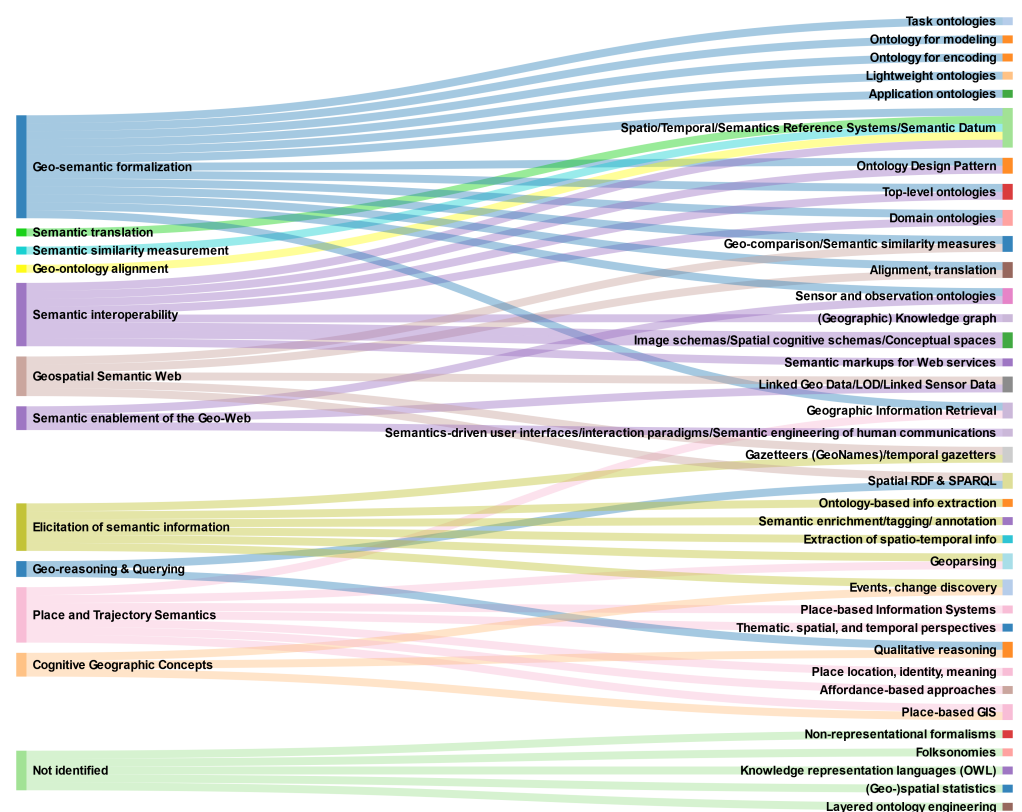 Geo-semantic formalization
Semantic translation
Semantic similarity measurement
Geo-ontology alignment
Semantic interoperability
Geospatial Semantic Web
Semantic enablement of the Geo-Web
Elicitation of semantic information
Geo-reasoning & Querying
Place and Trajectory Semantics
Cognitive Geographic Concepts
Not identified
Task ontologies
Ontology for modeling
Ontology for encoding
Lightweight ontologies
Application ontologies
Spatio/Temporal/Semantics Reference Systems/Semantic Datum
Ontology Design Pattern
Top-level ontologies
Domain ontologies
Geo-comparison/Semantic similarity measures
Alignment, translation
Sensor and observation ontologies
(Geographic) Knowledge graph
Image schemas/Spatial cognitive schemas/Conceptual spaces
Semantic markups for Web services
Linked Geo Data/LOD/Linked Sensor Data
Geographic Information Retrieval
Semantics-driven user interfaces/interaction paradigms/Semantic engineering of human communications
Gazetteers (GeoNames)/temporal gazetters
Spatial RDF & SPARQL
Ontology-based info extraction
Semantic enrichment/tagging/ annotation
Extraction of spatio-temporal info
Geoparsing
Events, change discovery
Place-based Information Systems
Thematic. spatial, and temporal perspectives
Qualitative reasoning
Place location, identity, meaning
Affordance-based approaches
Place-based GIS
Non-representational formalisms
Folksonomies
Knowledge representation languages (OWL)
(Geo-)spatial statistics
Layered ontology engineering